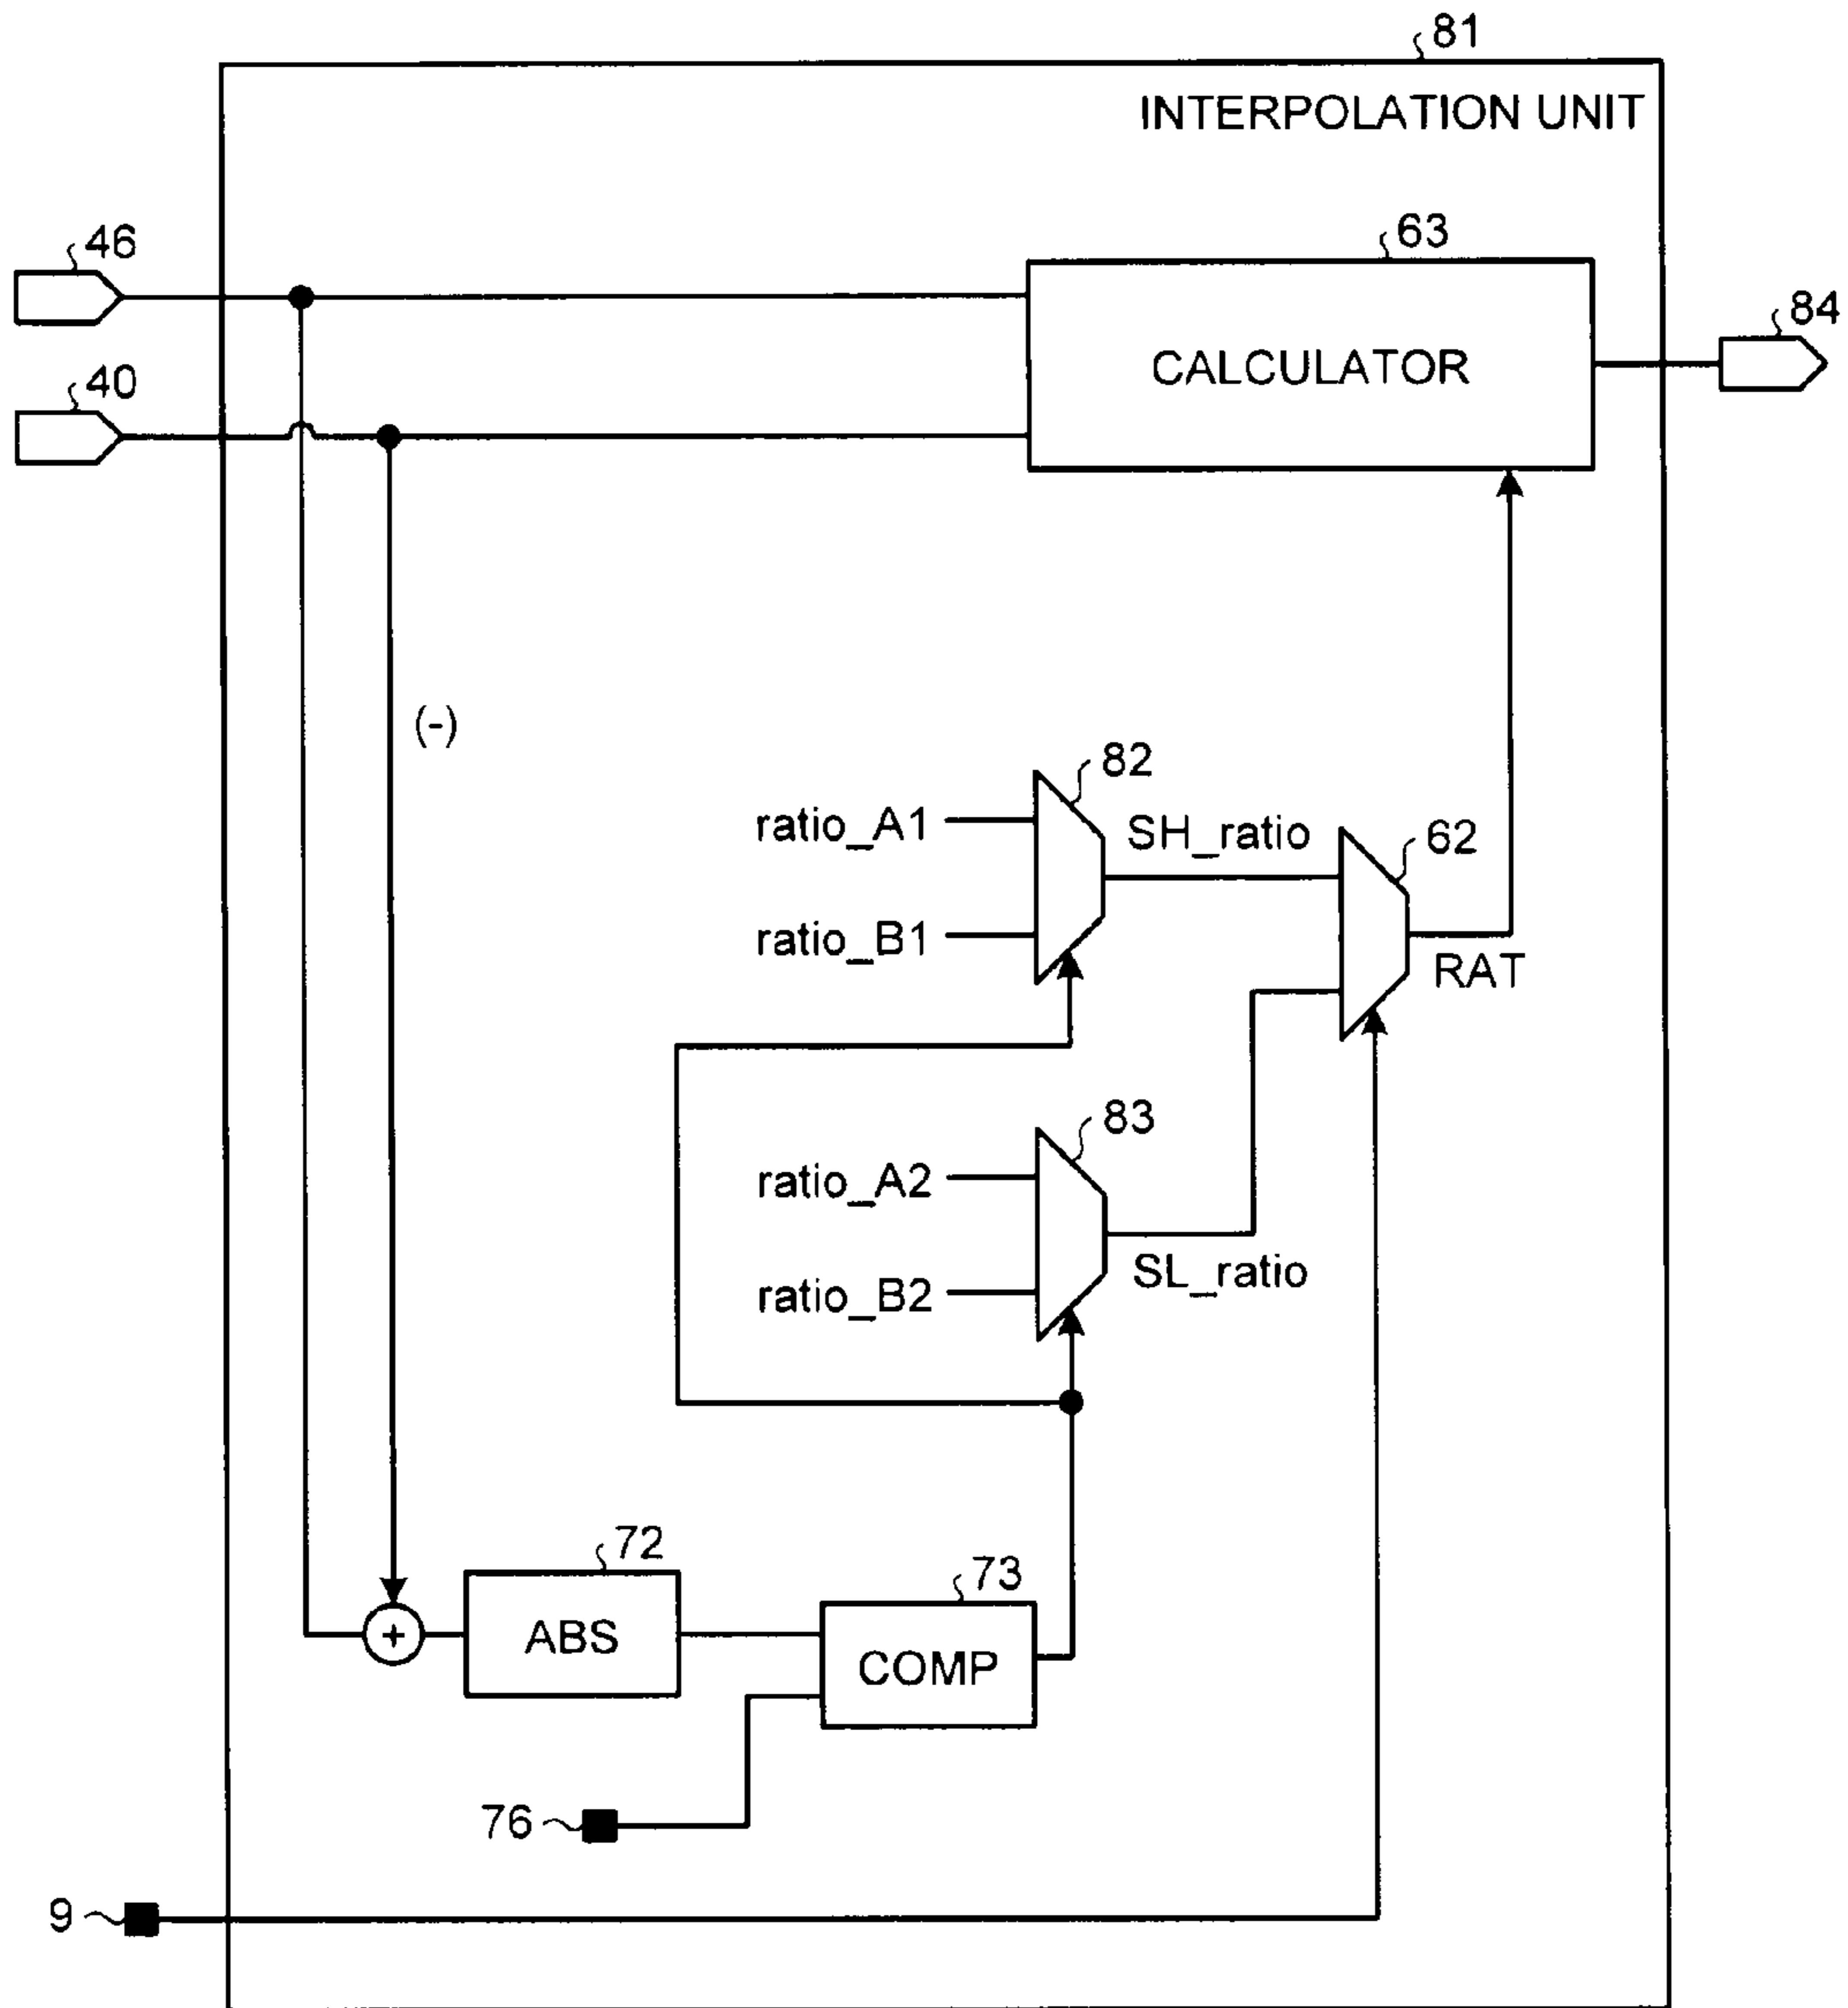 81
INTERPOLATION UNIT
46
63
84
CALCULATOR
40
(-)
82
ratio_A1
SH_ratio
62
ratio_B1
RAT
83
ratio_A2
SL_ratio
ratio_B2
72
73
ABS
+
COMP
76
9